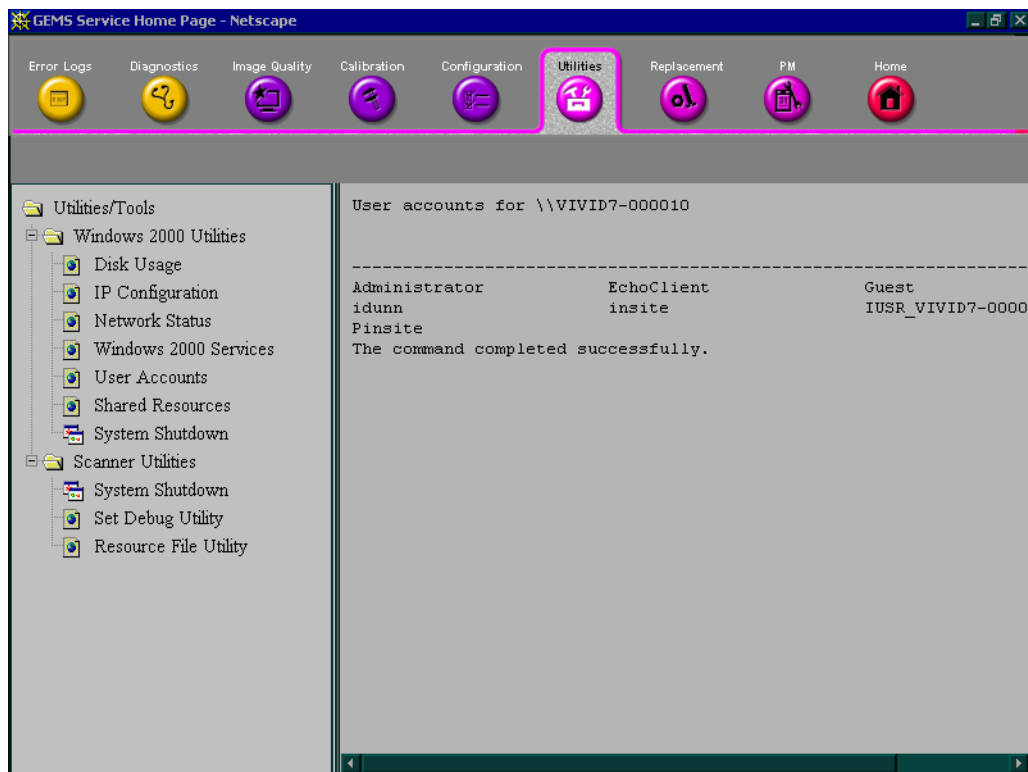 GEMS Service Home Page - Netscape
Error Logs Diagnostics Image Quality Calibration Configuration Utilities Replacement PM Home
Utilities/Tools
Windows 2000 Utilities
Disk Usage
IP Configuration
Network Status
Windows 2000 Services
User Accounts
Shared Resources
System Shutdown
Scanner Utilities
System Shutdown
Set Debug Utility
Resource File Utility
User accounts for \\VIVID7-000010
-------------------------------------------------------------------------------
Administrator EchoClient Guest
idunn insite IUSR_VIVID7-0000
Pinsite
The command completed successfully.